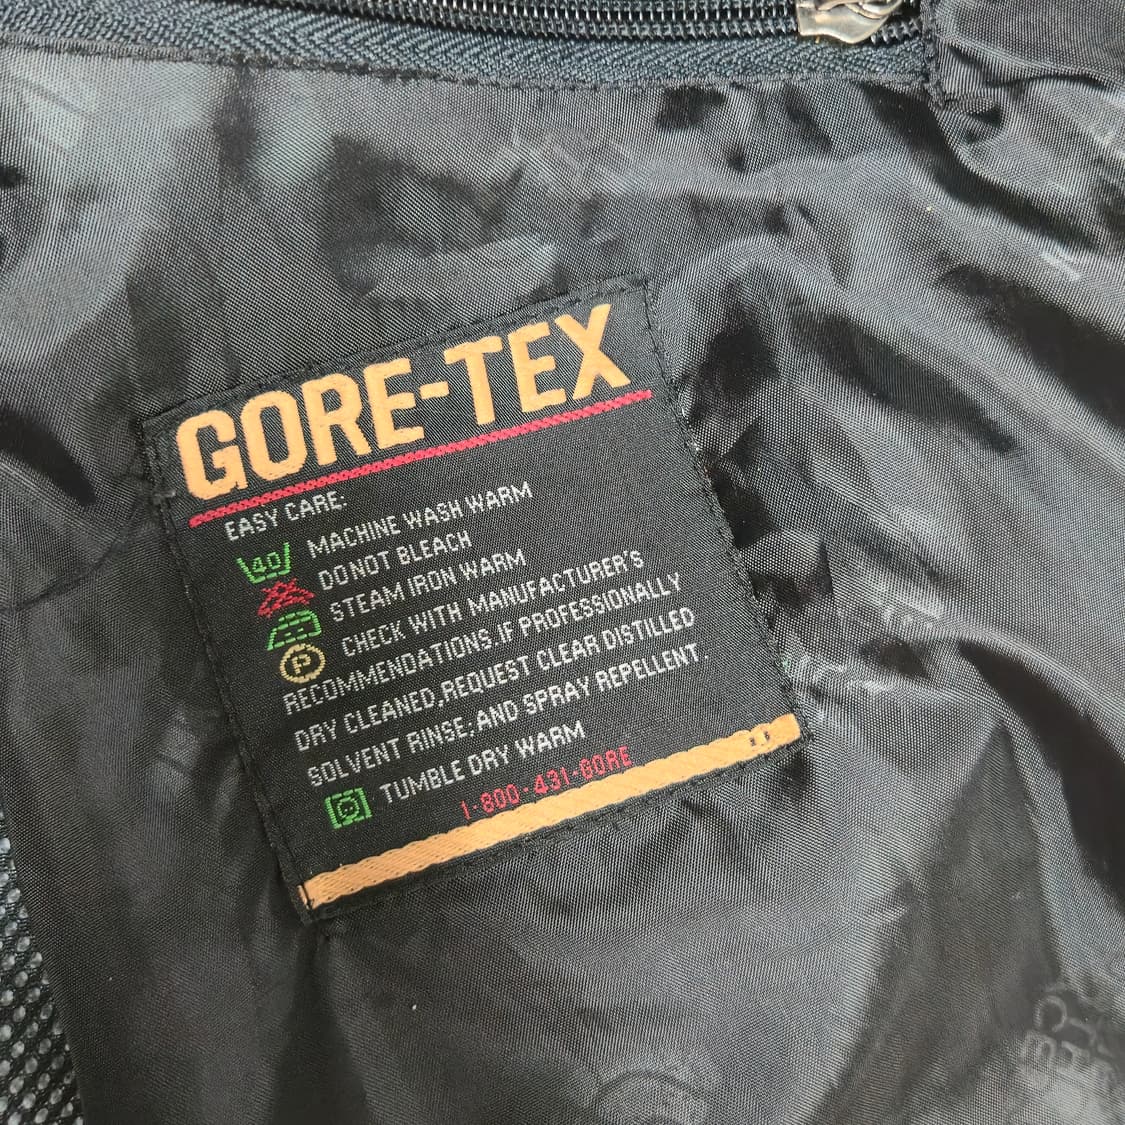 GORE-TEX
EASY CARE:
40 MACHINE WASH WARM
DO NOT BLEACH
STEAM IRON WARM
P CHECK WITH MANUFACTURER'S
RECOMMENDATIONS. IF PROFESSIONALLY
DRY CLEANED, REQUEST CLEAR DISTILLED
SOLVENT RINSE; AND SPRAY REPELLENT.
TUMBLE DRY WARM
1-800-431-GORE